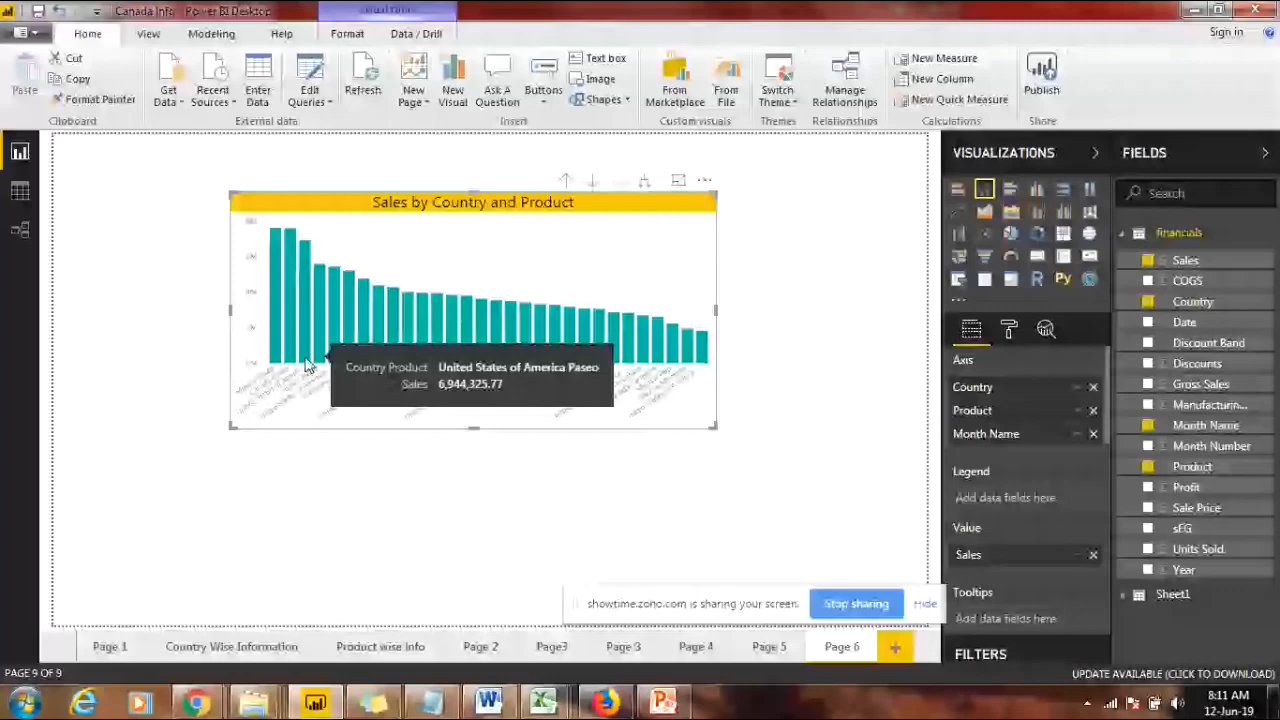 Canada Info - Power BI Desktop
Home
View
Modeling
Help
Format
Data / Drill
Sign in
Paste
Cut
Copy
Format Painter
Get Data
Recent Sources
Enter Data
Edit Queries
Refresh
New Page
New Visual
Ask A Question
Buttons
Text box
Image
Shapes
From Marketplace
From File
Switch Theme
Manage Relationships
New Measure
New Column
New Quick Measure
Publish
Clipboard
External data
Insert
Custom visuals
Themes
Relationships
Calculations
Share
Sales by Country and Product
Country Product United States of America Paseo
Sales 6,944,325.77
VISUALIZATIONS
Axis
Country
Product
Month Name
Legend
Add data fields here
Value
Sales
Tooltips
Add data fields here
FILTERS
FIELDS
Search
financials
Sales
COGS
Country
Date
Discount Band
Discounts
Gross Sales
Manufacturin...
Month Name
Month Number
Product
Profit
Sale Price
Units Sold
Year
Sheet1
showtime.zoho.com is sharing your screen.
Stop sharing
Hide
Page 1
Country Wise Information
Product wise Info
Page 2
Page3
Page 3
Page 4
Page 5
Page 6
PAGE 9 OF 9
UPDATE AVAILABLE (CLICK TO DOWNLOAD)
8:11 AM
12-Jun-19